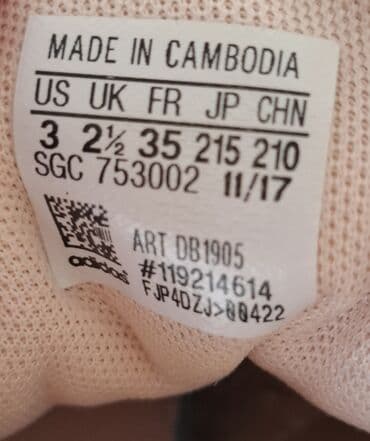 MADE IN CAMBODIA
US UK FR JP CHN
3 2½ 35 215 210
SGC 753002 11/17
ART DB1905
#119214614
FJP4DZJ>00422
adidas